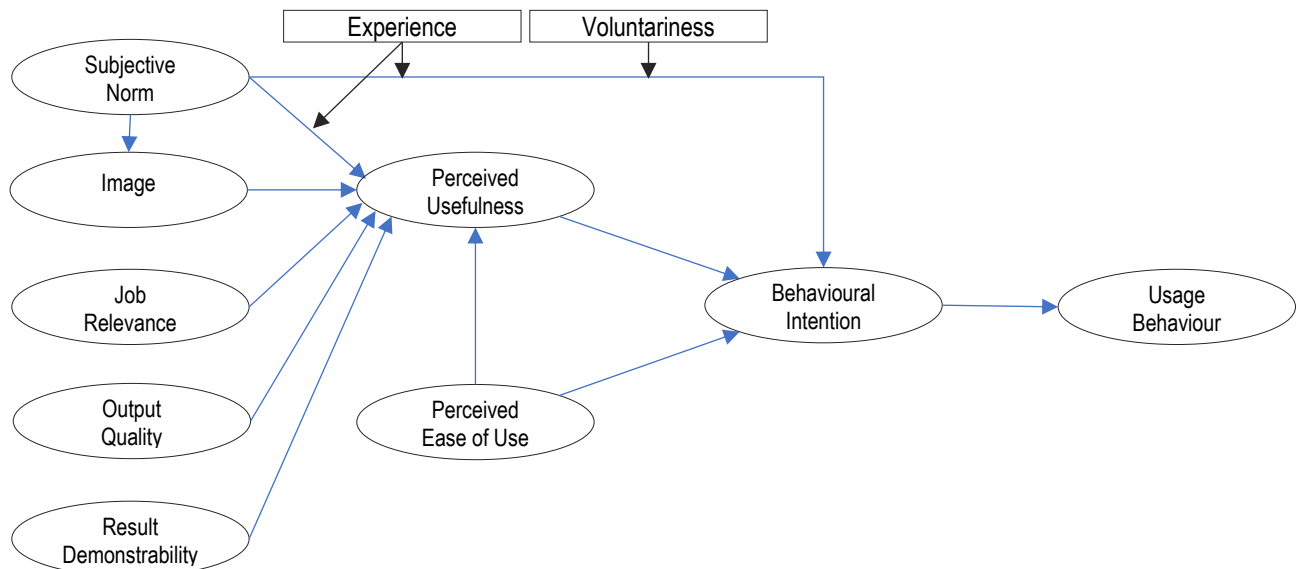 Experience
Voluntariness
Subjective
Norm
Image
Perceived
Usefulness
Job
Relevance
Behavioural
Intention
Usage
Behaviour
Output
Quality
Perceived
Ease of Use
Result
Demonstrability